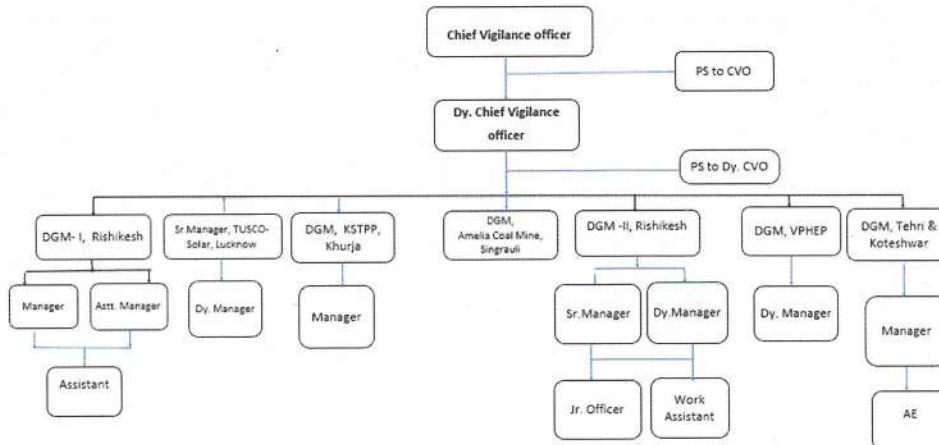 Chief Vigilance officer
PS to CVO
Dy. Chief Vigilance
officer
PS to Dy. CVO
DGM- I, Rishikesh
Sr Manager, TUSCO-
Solar, Lucknow
DGM, KSTPP,
Khurja
DGM,
Amelia Coal Mine,
Singrauli
DGM -II, Rishikesh
DGM, VPHEP
DGM, Tehri &
Koteshwar
Manager
Astt. Manager
Dy. Manager
Manager
Sr.Manager
Dy.Manager
Dy. Manager
Manager
Assistant
Jr. Officer
Work
Assistant
AE